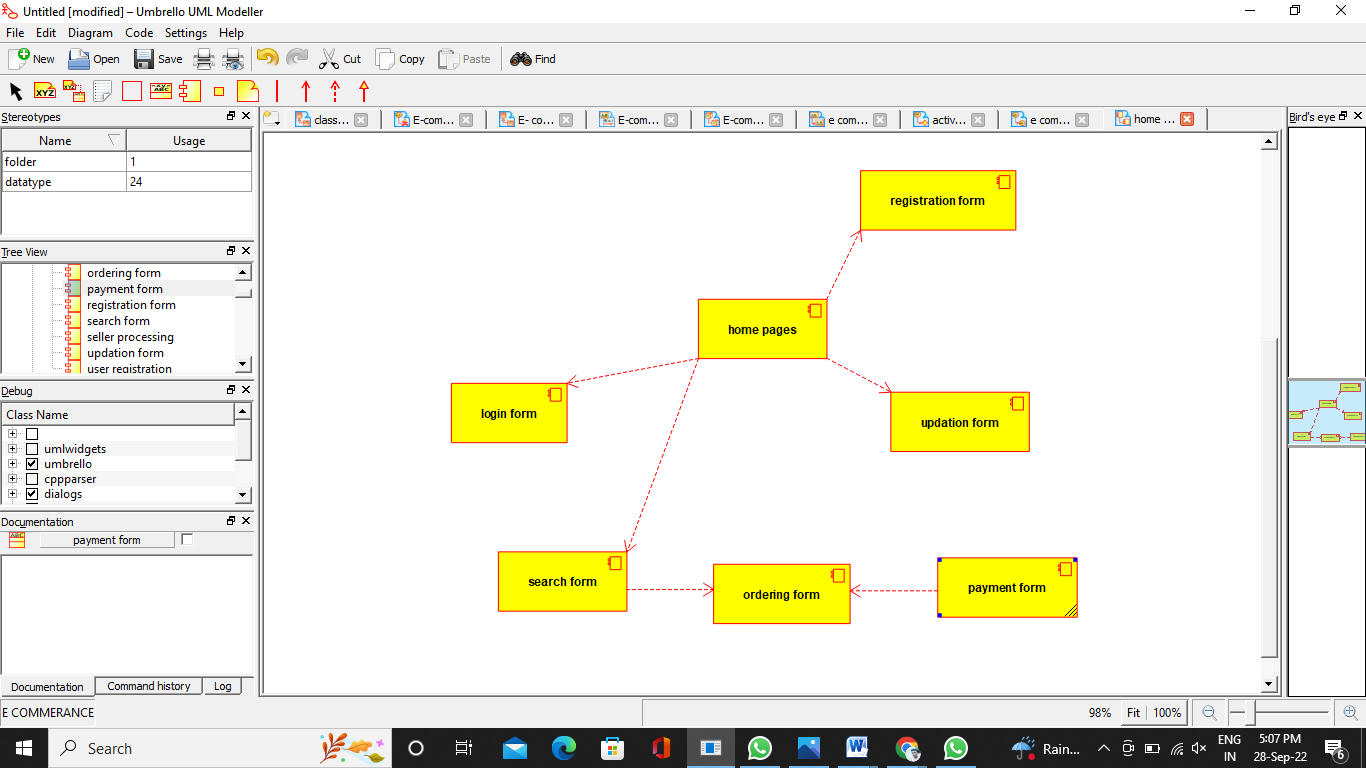 Untitled [modified] – Umbrello UML Modeller
File Edit Diagram Code Settings Help
New Open Save Cut Copy Paste Find
XYZ XYZ XY ABC
Stereotypes
Name Usage
folder 1
datatype 24
Tree View
ordering form
payment form
registration form
search form
seller processing
updation form
user registration
Debug
Class Name
umlwidgets
umbrello
cppparser
dialogs
Documentation
payment form
Documentation Command history Log
class... E-com... E- co... E-com... E-com... e com... activ... e com... home ...
Bird's eye
registration form
home pages
login form
updation form
search form
ordering form
payment form
E COMMERANCE
98% Fit 100%
Search
Rain...
ENG
IN
5:07 PM
28-Sep-22
6